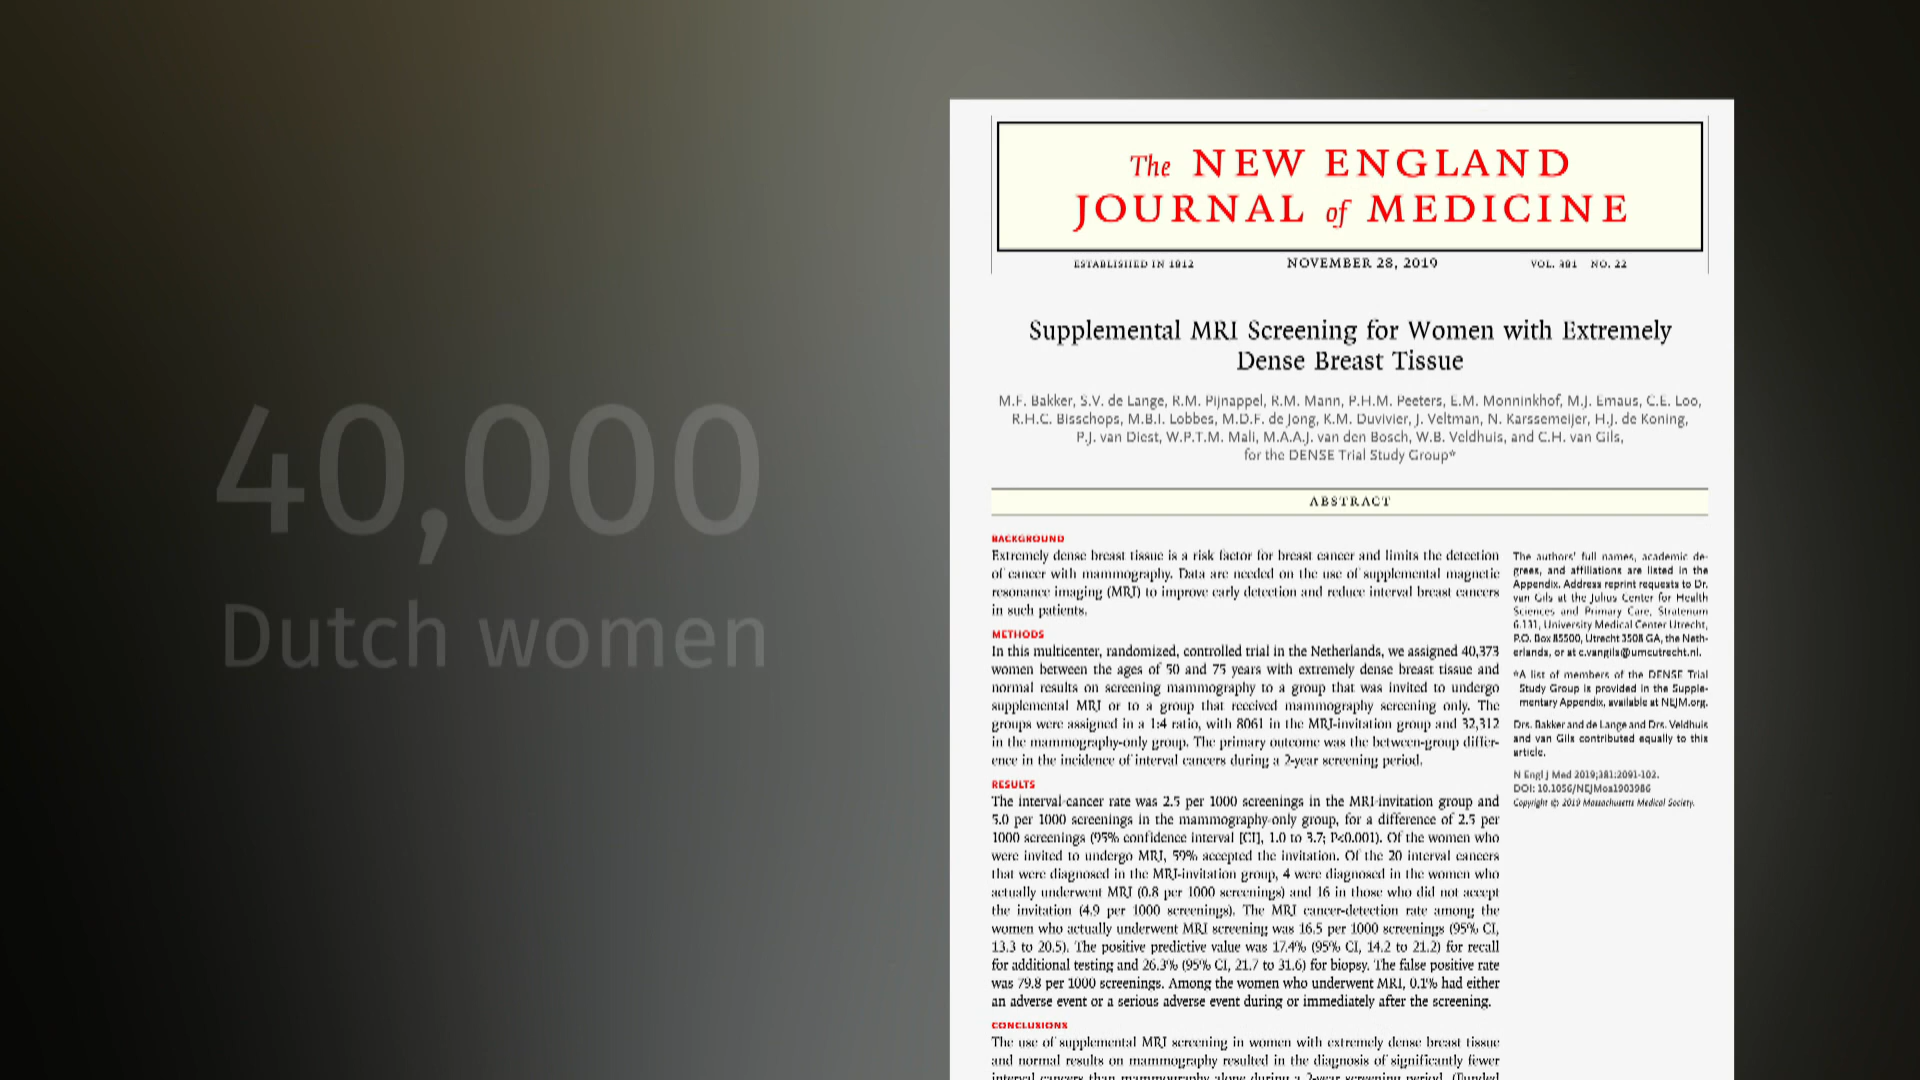 40,000
Dutch women
The NEW ENGLAND
JOURNAL of MEDICINE
ESTABLISHED IN 1812 NOVEMBER 28, 2019 VOL. 381 NO. 22
Supplemental MRI Screening for Women with Extremely
Dense Breast Tissue
M.F. Bakker, S.V. de Lange, R.M. Pijnappel, R.M. Mann, P.H.M. Peeters, E.M. Monninkhof, M.J. Emaus, C.E. Loo,
R.H.C. Bisschops, M.B.I. Lobbes, M.D.F. de Jong, K.M. Duvivier, J. Veltman, N. Karssemeijer, H.J. de Koning,
P.J. van Diest, W.P.T.M. Mali, M.A.A.J. van den Bosch, W.B. Veldhuis, and C.H. van Gils,
for the DENSE Trial Study Group*
ABSTRACT
BACKGROUND
Extremely dense breast tissue is a risk factor for breast cancer and limits the detection
of cancer with mammography. Data are needed on the use of supplemental magnetic
resonance imaging (MRI) to improve early detection and reduce interval breast cancers
in such patients.
METHODS
In this multicenter, randomized, controlled trial in the Netherlands, we assigned 40,373
women between the ages of 50 and 75 years with extremely dense breast tissue and
normal results on screening mammography to a group that was invited to undergo
supplemental MRI or to a group that received mammography screening only. The
groups were assigned in a 1:4 ratio, with 8061 in the MRI-invitation group and 32,312
in the mammography-only group. The primary outcome was the between-group differ-
ence in the incidence of interval cancers during a 2-year screening period.
RESULTS
The interval-cancer rate was 2.5 per 1000 screenings in the MRI-invitation group and
5.0 per 1000 screenings in the mammography-only group, for a difference of 2.5 per
1000 screenings (95% confidence interval [CI], 1.0 to 3.7; P<0.001). Of the women who
were invited to undergo MRI, 59% accepted the invitation. Of the 20 interval cancers
that were diagnosed in the MRI-invitation group, 4 were diagnosed in the women who
actually underwent MRI (0.8 per 1000 screenings) and 16 in those who did not accept
the invitation (4.9 per 1000 screenings). The MRI cancer-detection rate among the
women who actually underwent MRI screening was 16.5 per 1000 screenings (95% CI,
13.3 to 20.5). The positive predictive value was 17.4% (95% CI, 14.2 to 21.2) for recall
for additional testing and 26.3% (95% CI, 21.7 to 31.6) for biopsy. The false positive rate
was 79.8 per 1000 screenings. Among the women who underwent MRI, 0.1% had either
an adverse event or a serious adverse event during or immediately after the screening.
CONCLUSIONS
The use of supplemental MRI screening in women with extremely dense breast tissue
and normal results on mammography resulted in the diagnosis of significantly fewer
interval cancers than mammography alone during a 2-year screening period. (Funded
The authors' full names, academic de-
grees, and affiliations are listed in the
Appendix. Address reprint requests to Dr.
van Gils at the Julius Center for Health
Sciences and Primary Care, Stratenum
6.131, University Medical Center Utrecht,
P.O. Box 85500, Utrecht 3508 GA, the Neth-
erlands, or at c.vangils@umcutrecht.nl.
*A list of members of the DENSE Trial
Study Group is provided in the Supple-
mentary Appendix, available at NEJM.org.
Drs. Bakker and de Lange and Drs. Veldhuis
and van Gils contributed equally to this
article.
N Engl J Med 2019;381:2091-102.
DOI: 10.1056/NEJMoa1903986
Copyright © 2019 Massachusetts Medical Society.